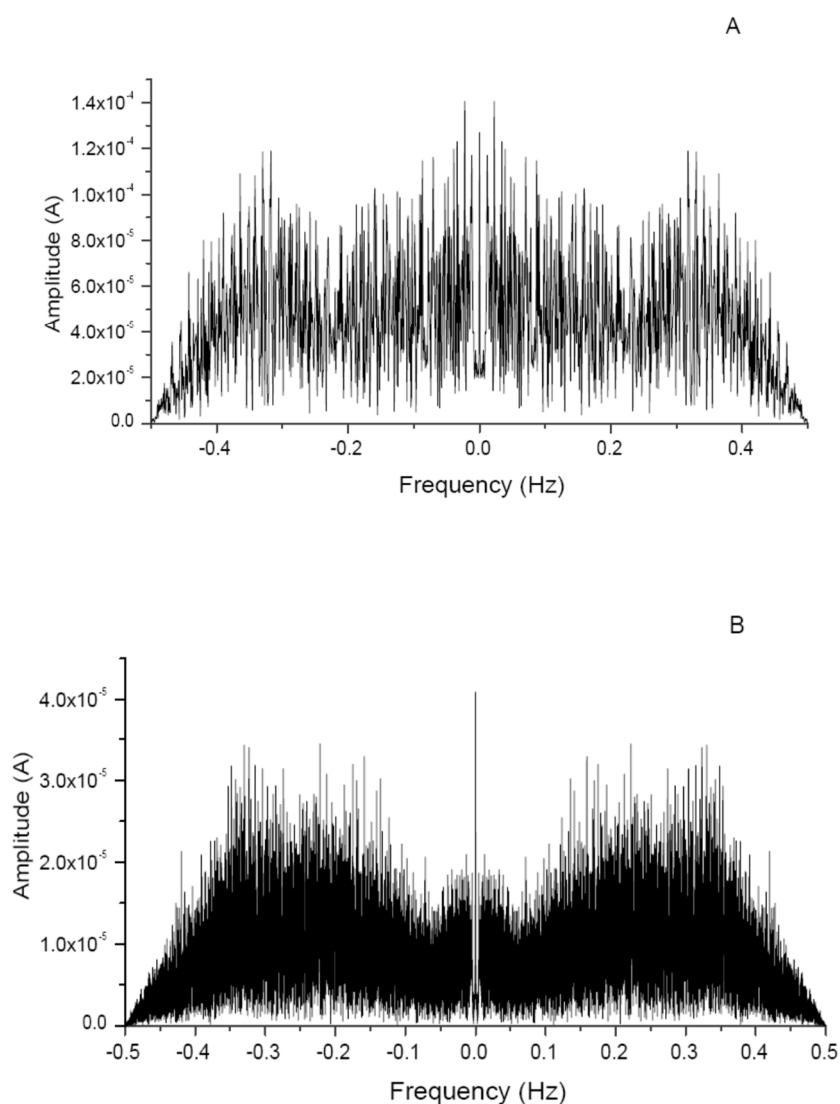 A
1.4x10⁻⁴
1.2x10⁻⁴
1.0x10⁻⁴
8.0x10⁻⁵
6.0x10⁻⁵
4.0x10⁻⁵
2.0x10⁻⁵
0.0
Amplitude (A)
-0.4 -0.2 0.0 0.2 0.4
Frequency (Hz)
B
4.0x10⁻⁵
3.0x10⁻⁵
2.0x10⁻⁵
1.0x10⁻⁵
0.0
Amplitude (A)
-0.5 -0.4 -0.3 -0.2 -0.1 0.0 0.1 0.2 0.3 0.4 0.5
Frequency (Hz)